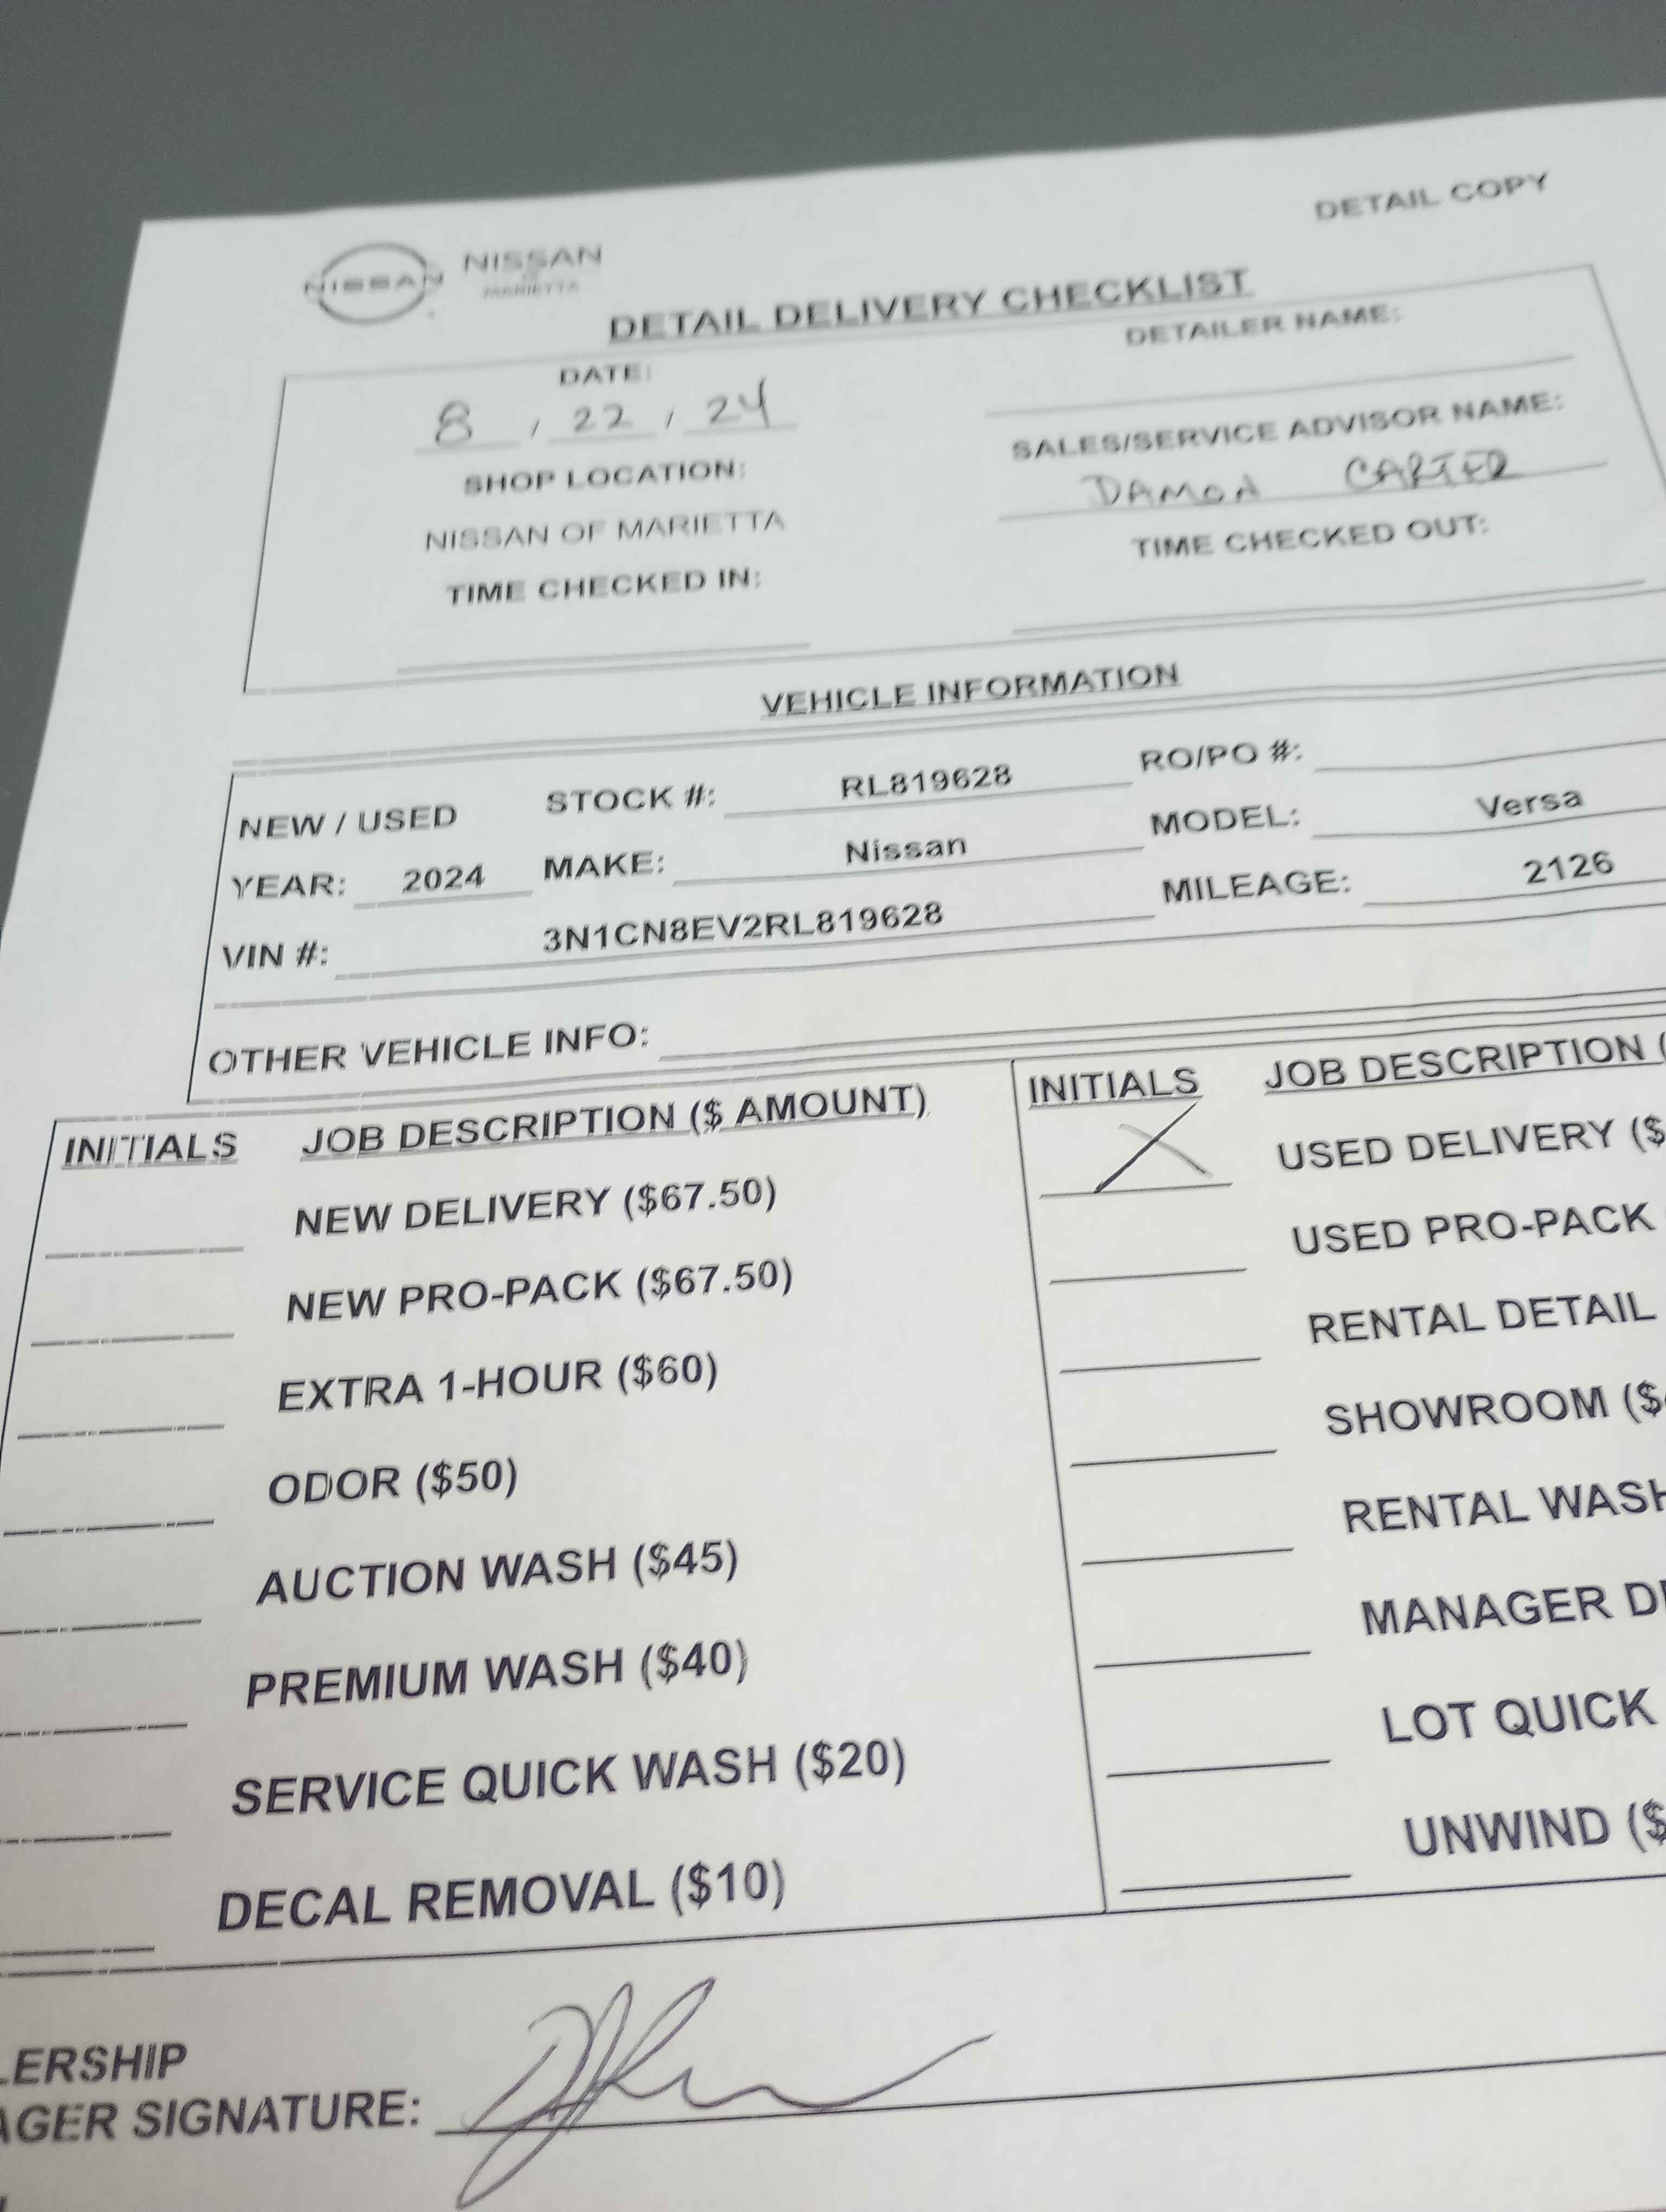 DETAIL COPY
NISSAN
NISSAN
OF
MARIETTA
DETAIL DELIVERY CHECKLIST
DATE:
8 / 22 / 24
DETAILER NAME:
SHOP LOCATION:
NISSAN OF MARIETTA
SALES/SERVICE ADVISOR NAME:
DAMON CARTER
TIME CHECKED IN:
TIME CHECKED OUT:
VEHICLE INFORMATION
NEW / USED STOCK #: RL819628 RO/PO #:
YEAR: 2024 MAKE: Nissan MODEL: Versa
VIN #: 3N1CN8EV2RL819628 MILEAGE: 2126
OTHER VEHICLE INFO:
INITIALS JOB DESCRIPTION ($ AMOUNT)
NEW DELIVERY ($67.50)
NEW PRO-PACK ($67.50)
EXTRA 1-HOUR ($60)
ODOR ($50)
AUCTION WASH ($45)
PREMIUM WASH ($40)
SERVICE QUICK WASH ($20)
DECAL REMOVAL ($10)
INITIALS JOB DESCRIPTION (
X USED DELIVERY ($
USED PRO-PACK
RENTAL DETAIL
SHOWROOM ($
RENTAL WASH
MANAGER
LOT QUICK
UNWIND ($
LERSHIP
AGER SIGNATURE: